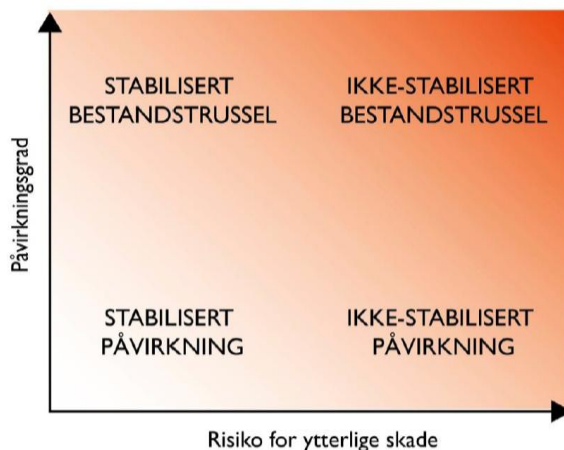 Påvirkningsgrad
STABILISERT
BESTANDSTRUSSEL
IKKE-STABILISERT
BESTANDSTRUSSEL
STABILISERT
PÅVIRKNING
IKKE-STABILISERT
PÅVIRKNING
Risiko for ytterlige skade